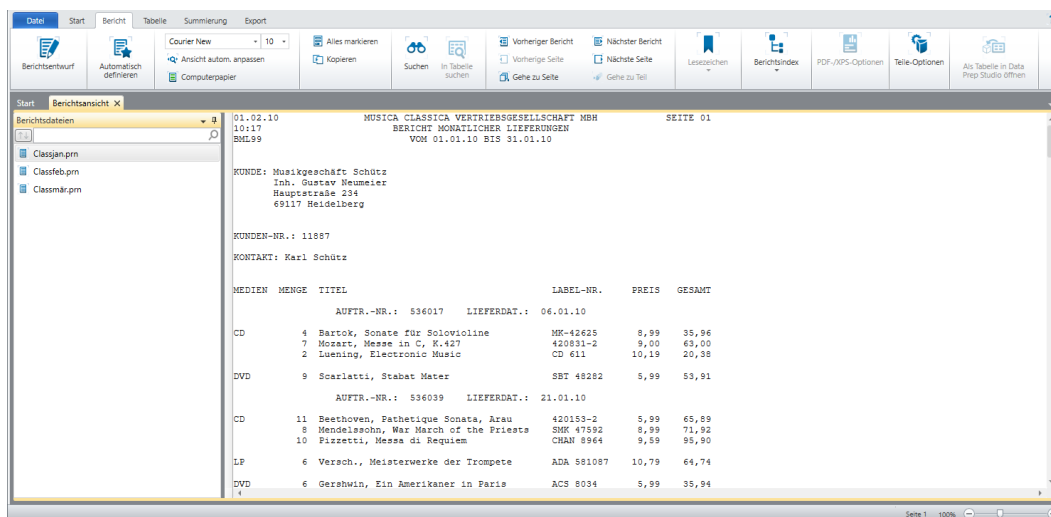 Datei Start Bericht Tabelle Summierung Export
Berichtsentwurf
Automatisch definieren
Courier New 10
Ansicht autom. anpassen
Computerpapier
Alles markieren
Kopieren
Suchen
In Tabelle suchen
Vorheriger Bericht
Vorherige Seite
Gehe zu Seite
Nächster Bericht
Nächste Seite
Gehe zu Teil
Lesezeichen
Berichtsindex
PDF-/XPS-Optionen
Teile-Optionen
Als Tabelle in Data Prep Studio öffnen
Start Berichtsansicht
Berichtsdateien
Classjan.prn
Classfeb.prn
Classmär.prn
01.02.10 MUSICA CLASSICA VERTRIEBSGESELLSCHAFT MBH SEITE 01
10:17 BERICHT MONATLICHER LIEFERUNGEN
BML99 VOM 01.01.10 BIS 31.01.10
KUNDE: Musikgeschäft Schütz
Inh. Gustav Neumeier
Hauptstraße 234
69117 Heidelberg
KUNDEN-NR.: 11887
KONTAKT: Karl Schütz
MEDIEN MENGE TITEL LABEL-NR. PREIS GESAMT
AUFTR.-NR.: 536017 LIEFERDAT.: 06.01.10
CD 4 Bartok, Sonate für Solovioline MK-42625 8,99 35,96
7 Mozart, Messe in C, K.427 420831-2 9,00 63,00
2 Luening, Electronic Music CD 611 10,19 20,38
DVD 9 Scarlatti, Stabat Mater SBT 48282 5,99 53,91
AUFTR.-NR.: 536039 LIEFERDAT.: 21.01.10
CD 11 Beethoven, Pathetique Sonata, Arau 420153-2 5,99 65,89
8 Mendelssohn, War March of the Priests SMK 47592 8,99 71,92
10 Pizzetti, Messa di Requiem CHAN 8964 9,59 95,90
LP 6 Versch., Meisterwerke der Trompete ADA 581087 10,79 64,74
DVD 6 Gershwin, Ein Amerikaner in Paris ACS 8034 5,99 35,94
Seite 1 100%